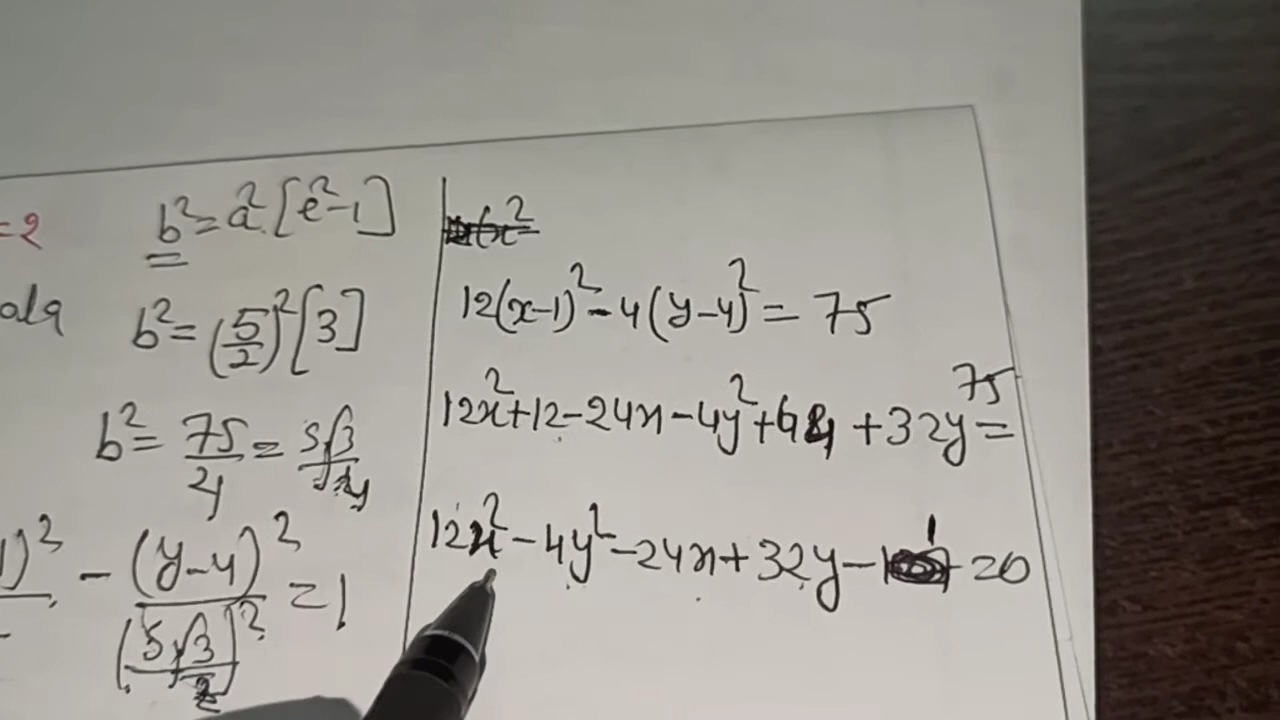 =2
b²=a²[e²-1]
ala
b²=(5/2)²[3]
b²=75/4=5√3/
1)² - (y-4)²/(5√3/2)² =1
12(x-1)²-4(y-4)²=75
12x²+12-24x-4y²+64+32y=75
12x²-4y²-24x+32y-1=0